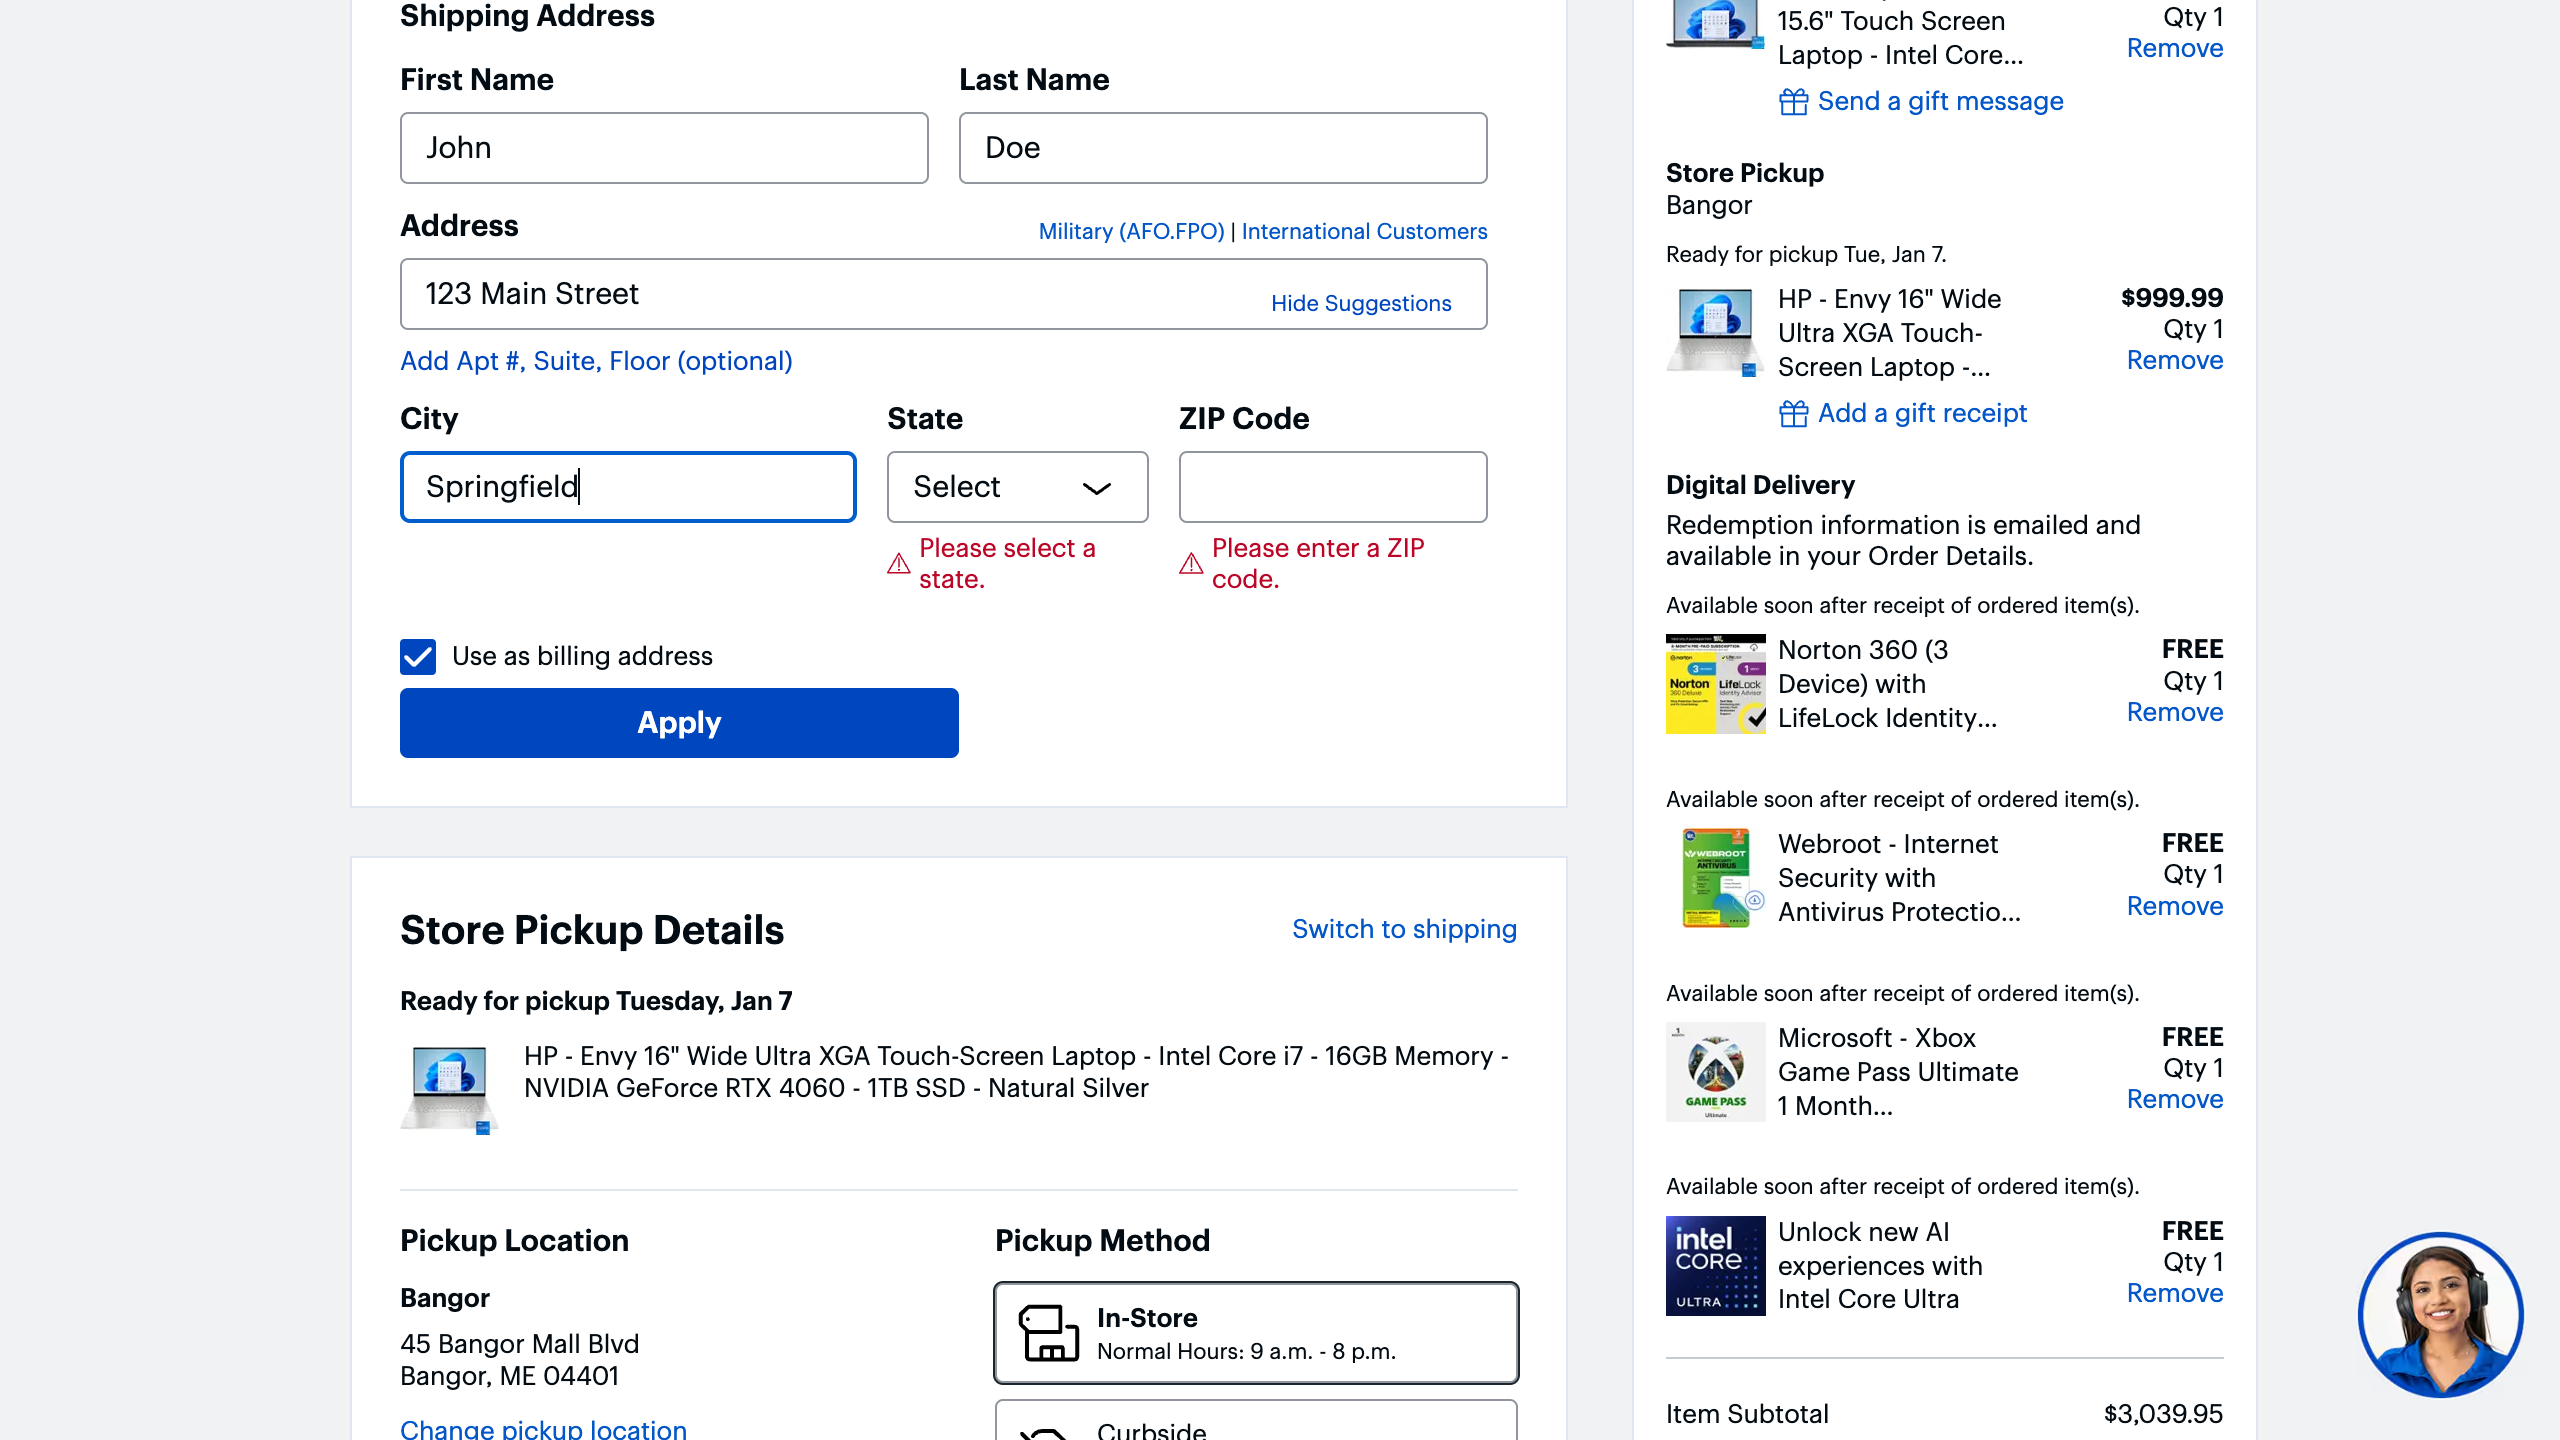 Shipping Address
First Name
Last Name
John
Doe
Address
Military (AFO.FPO) | International Customers
123 Main Street
Hide Suggestions
Add Apt #, Suite, Floor (optional)
City
State
ZIP Code
Springfield
Select
Please select a
state.
Please enter a ZIP
code.
Use as billing address
Apply
Store Pickup Details
Switch to shipping
Ready for pickup Tuesday, Jan 7
HP - Envy 16" Wide Ultra XGA Touch-Screen Laptop - Intel Core i7 - 16GB Memory -
NVIDIA GeForce RTX 4060 - 1TB SSD - Natural Silver
Pickup Location
Bangor
45 Bangor Mall Blvd
Bangor, ME 04401
Change pickup location
Pickup Method
In-Store
Normal Hours: 9 a.m. - 8 p.m.
Curbside
15.6" Touch Screen
Laptop - Intel Core...
Qty 1
Remove
Send a gift message
Store Pickup
Bangor
Ready for pickup Tue, Jan 7.
HP - Envy 16" Wide
Ultra XGA Touch-
Screen Laptop -...
$999.99
Qty 1
Remove
Add a gift receipt
Digital Delivery
Redemption information is emailed and
available in your Order Details.
Available soon after receipt of ordered item(s).
Norton
LifeLock
Norton 360 (3
Device) with
LifeLock Identity...
FREE
Qty 1
Remove
Available soon after receipt of ordered item(s).
WEBROOT
ANTIVIRUS
Webroot - Internet
Security with
Antivirus Protectio...
FREE
Qty 1
Remove
Available soon after receipt of ordered item(s).
GAME PASS
Ultimate
Microsoft - Xbox
Game Pass Ultimate
1 Month...
FREE
Qty 1
Remove
Available soon after receipt of ordered item(s).
intel
CORE
ULTRA
Unlock new AI
experiences with
Intel Core Ultra
FREE
Qty 1
Remove
Item Subtotal
$3,039.95